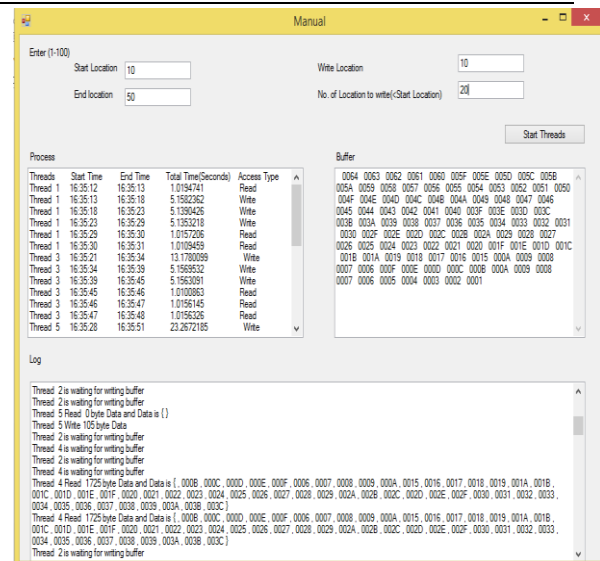 Manual
Enter (1-100)
Start Location 10
Write Location 10
End location 50
No. of Location to write(<Start Location) 20
Start Threads
Process
Buffer
Threads Start Time End Time Total Time(Seconds) Access Type
Thread 1 16:35:12 16:35:13 1.0194741 Read
Thread 1 16:35:13 16:35:18 5.1582362 Write
Thread 1 16:35:18 16:35:23 5.1390426 Write
Thread 1 16:35:23 16:35:29 5.1353218 Write
Thread 1 16:35:29 16:35:30 1.0157206 Read
Thread 1 16:35:30 16:35:31 1.0109459 Read
Thread 3 16:35:21 16:35:34 13.1780099 Write
Thread 3 16:35:34 16:35:39 5.1569532 Write
Thread 3 16:35:39 16:35:45 5.1563091 Write
Thread 3 16:35:45 16:35:46 1.0100863 Read
Thread 3 16:35:46 16:35:47 1.0156145 Read
Thread 3 16:35:47 16:35:48 1.0156326 Read
Thread 5 16:35:28 16:35:51 23.2672185 Write
0064 0063 0062 0061 0060 005F 005E 005D 005C 005B
005A 0059 0058 0057 0056 0055 0054 0053 0052 0051 0050
004F 004E 004D 004C 004B 004A 0049 0048 0047 0046
0045 0044 0043 0042 0041 0040 003F 003E 003D 003C
003B 003A 0039 0038 0037 0036 0035 0034 0033 0032 0031
0030 002F 002E 002D 002C 002B 002A 0029 0028 0027
0026 0025 0024 0023 0022 0021 0020 001F 001E 001D 001C
001B 001A 0019 0018 0017 0016 0015 000A 0009 0008
0007 0006 000F 000E 000D 000C 000B 000A 0009 0008
0007 0006 0005 0004 0003 0002 0001
Log
Thread 2 is waiting for writing buffer
Thread 2 is waiting for writing buffer
Thread 5 Read 0 byte Data and Data is { }
Thread 5 Write 105 byte Data
Thread 2 is waiting for writing buffer
Thread 4 is waiting for writing buffer
Thread 2 is waiting for writing buffer
Thread 4 is waiting for writing buffer
Thread 4 Read 1725 byte Data and Data is { , 000B , 000C , 000D , 000E , 000F , 0006 , 0007 , 0008 , 0009 , 000A , 0015 , 0016 , 0017 , 0018 , 0019 , 001A , 001B ,
001C , 001D , 001E , 001F , 0020 , 0021 , 0022 , 0023 , 0024 , 0025 , 0026 , 0027 , 0028 , 0029 , 002A , 002B , 002C , 002D , 002E , 002F , 0030 , 0031 , 0032 , 0033 ,
0034 , 0035 , 0036 , 0037 , 0038 , 0039 , 003A , 003B , 003C }
Thread 4 Read 1725 byte Data and Data is { , 000B , 000C , 000D , 000E , 000F , 0006 , 0007 , 0008 , 0009 , 000A , 0015 , 0016 , 0017 , 0018 , 0019 , 001A , 001B ,
001C , 001D , 001E , 001F , 0020 , 0021 , 0022 , 0023 , 0024 , 0025 , 0026 , 0027 , 0028 , 0029 , 002A , 002B , 002C , 002D , 002E , 002F , 0030 , 0031 , 0032 , 0033 ,
0034 , 0035 , 0036 , 0037 , 0038 , 0039 , 003A , 003B , 003C }
Thread 2 is waiting for writing buffer